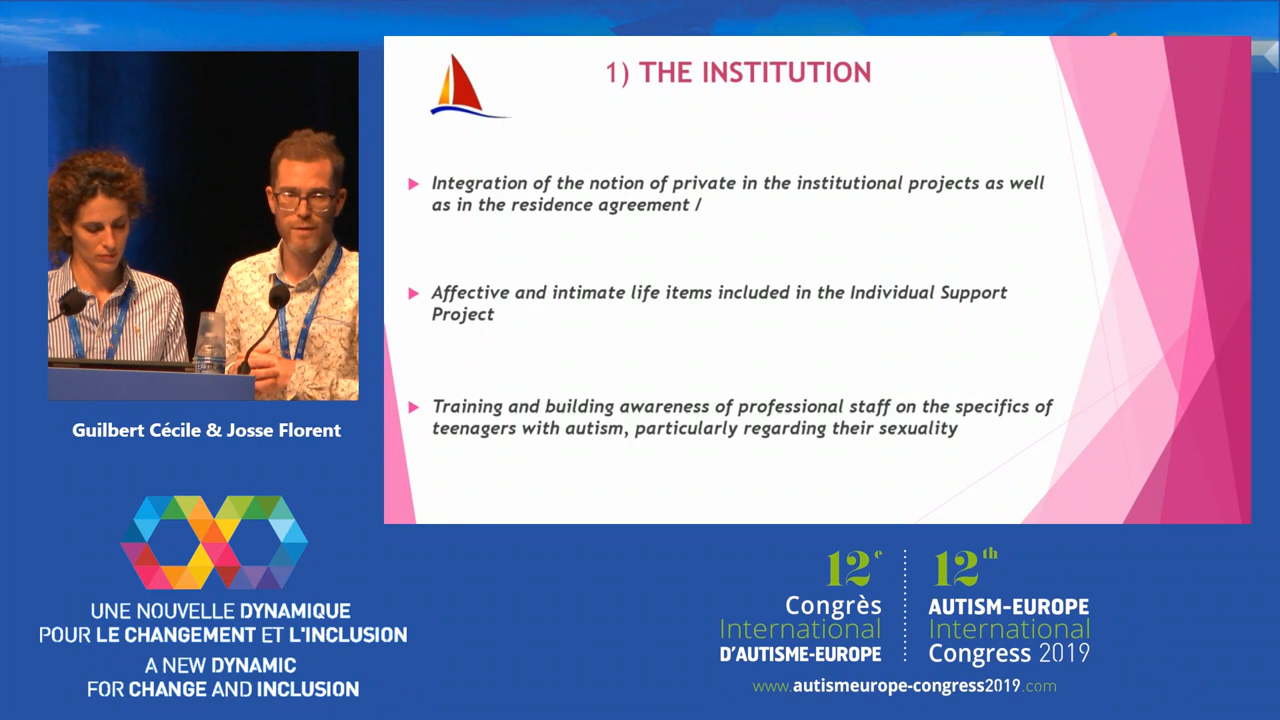 1) THE INSTITUTION
Integration of the notion of private in the institutional projects as well
as in the residence agreement /
Affective and intimate life items included in the Individual Support
Project
Training and building awareness of professional staff on the specifics of
teenagers with autism, particularly regarding their sexuality
Guilbert Cécile & Josse Florent
UNE NOUVELLE DYNAMIQUE
POUR LE CHANGEMENT ET L'INCLUSION
A NEW DYNAMIC
FOR CHANGE AND INCLUSION
12e
Congrès
International
D'AUTISME-EUROPE
12th
AUTISM-EUROPE
International
Congress 2019
www.autismeurope-congress2019.com